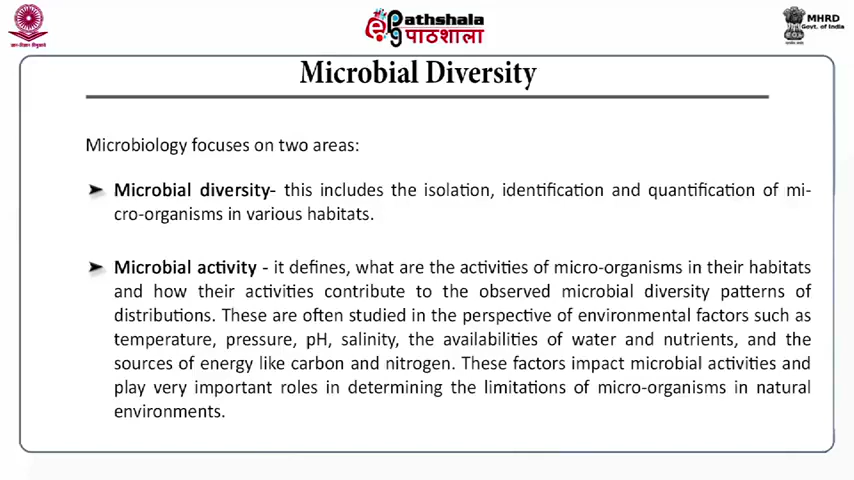 Pathshala
पाठशाला
MHRD
Govt. of India
Microbial Diversity
Microbiology focuses on two areas:
➤ Microbial diversity- this includes the isolation, identification and quantification of mi-
cro-organisms in various habitats.
➤ Microbial activity - it defines, what are the activities of micro-organisms in their habitats
and how their activities contribute to the observed microbial diversity patterns of
distributions. These are often studied in the perspective of environmental factors such as
temperature, pressure, pH, salinity, the availabilities of water and nutrients, and the
sources of energy like carbon and nitrogen. These factors impact microbial activities and
play very important roles in determining the limitations of micro-organisms in natural
environments.